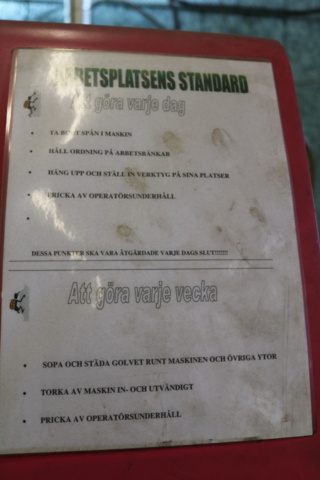 ARBETSPLATSENS STANDARD
Att göra varje dag
TA BORT SPÅN I MASKIN
HÅLL ORDNING PÅ ARBETSBÄNKAR
HÄNG UPP OCH STÄLL IN VERKTYG PÅ SINA PLATSER
PRICKA AV OPERATÖRSUNDERHÅLL
DESSA PUNKTER SKA VARA ÅTGÄRDADE VARJE DAGS SLUT!!!!!!
Att göra varje vecka
SOPA OCH STÄDA GOLVET RUNT MASKINEN OCH ÖVRIGA YTOR
TORKA AV MASKIN IN- OCH UTVÄNDIGT
PRICKA AV OPERATÖRSUNDERHÅLL